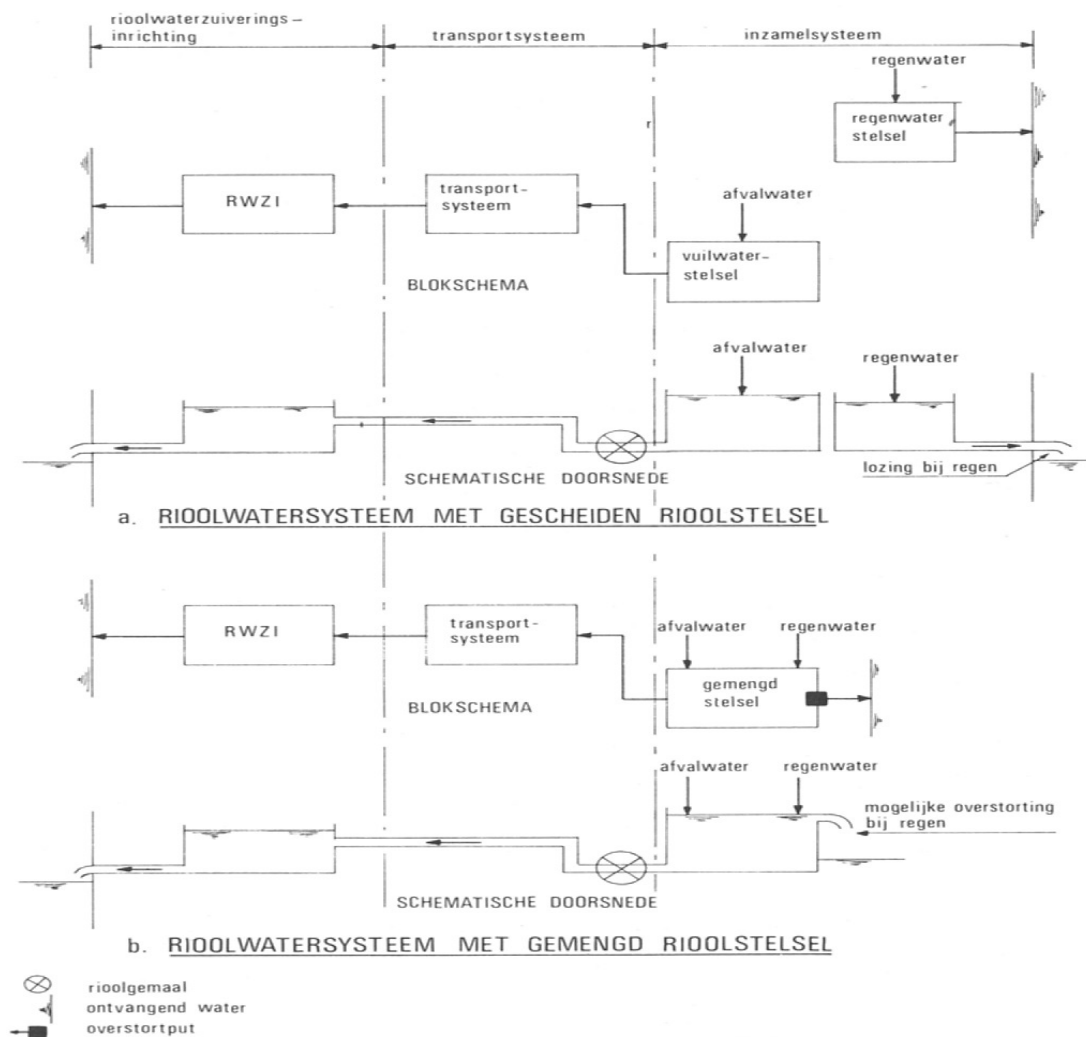 rioolwaterzuiverings-
inrichting
transportsysteem
inzamelsysteem
regenwater
regenwater
stelsel
r
RWZI
transport-
systeem
afvalwater
vuilwater-
stelsel
BLOKSCHEMA
afvalwater
regenwater
lozing bij regen
SCHEMATISCHE DOORSNEDE
a. RIOOLWATERSYSTEEM MET GESCHEIDEN RIOOLSTELSEL
RWZI
transport-
systeem
afvalwater
regenwater
gemengd
stelsel
BLOKSCHEMA
afvalwater
regenwater
mogelijke overstorting
bij regen
SCHEMATISCHE DOORSNEDE
b. RIOOLWATERSYSTEEM MET GEMENGD RIOOLSTELSEL
rioolgemaal
ontvangend water
overstortput